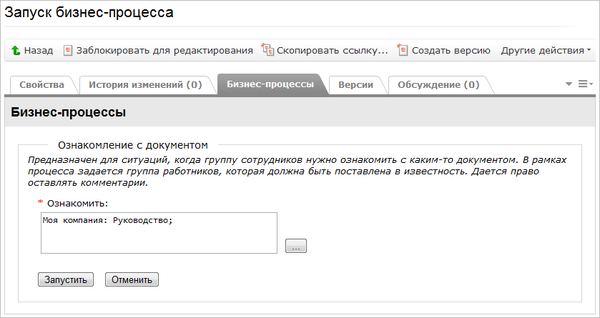 Запуск бизнес-процесса
Назад Заблокировать для редактирования Скопировать ссылку... Создать версию Другие действия
Свойства История изменений (0) Бизнес-процессы Версии Обсуждение (0)
Бизнес-процессы
Ознакомление с документом
Предназначен для ситуаций, когда группу сотрудников нужно ознакомить с каким-то документом. В рамках
процесса задается группа работников, которая должна быть поставлена в известность. Дается право
оставлять комментарии.
* Ознакомить:
Моя компания: Руководство;
...
Запустить Отменить